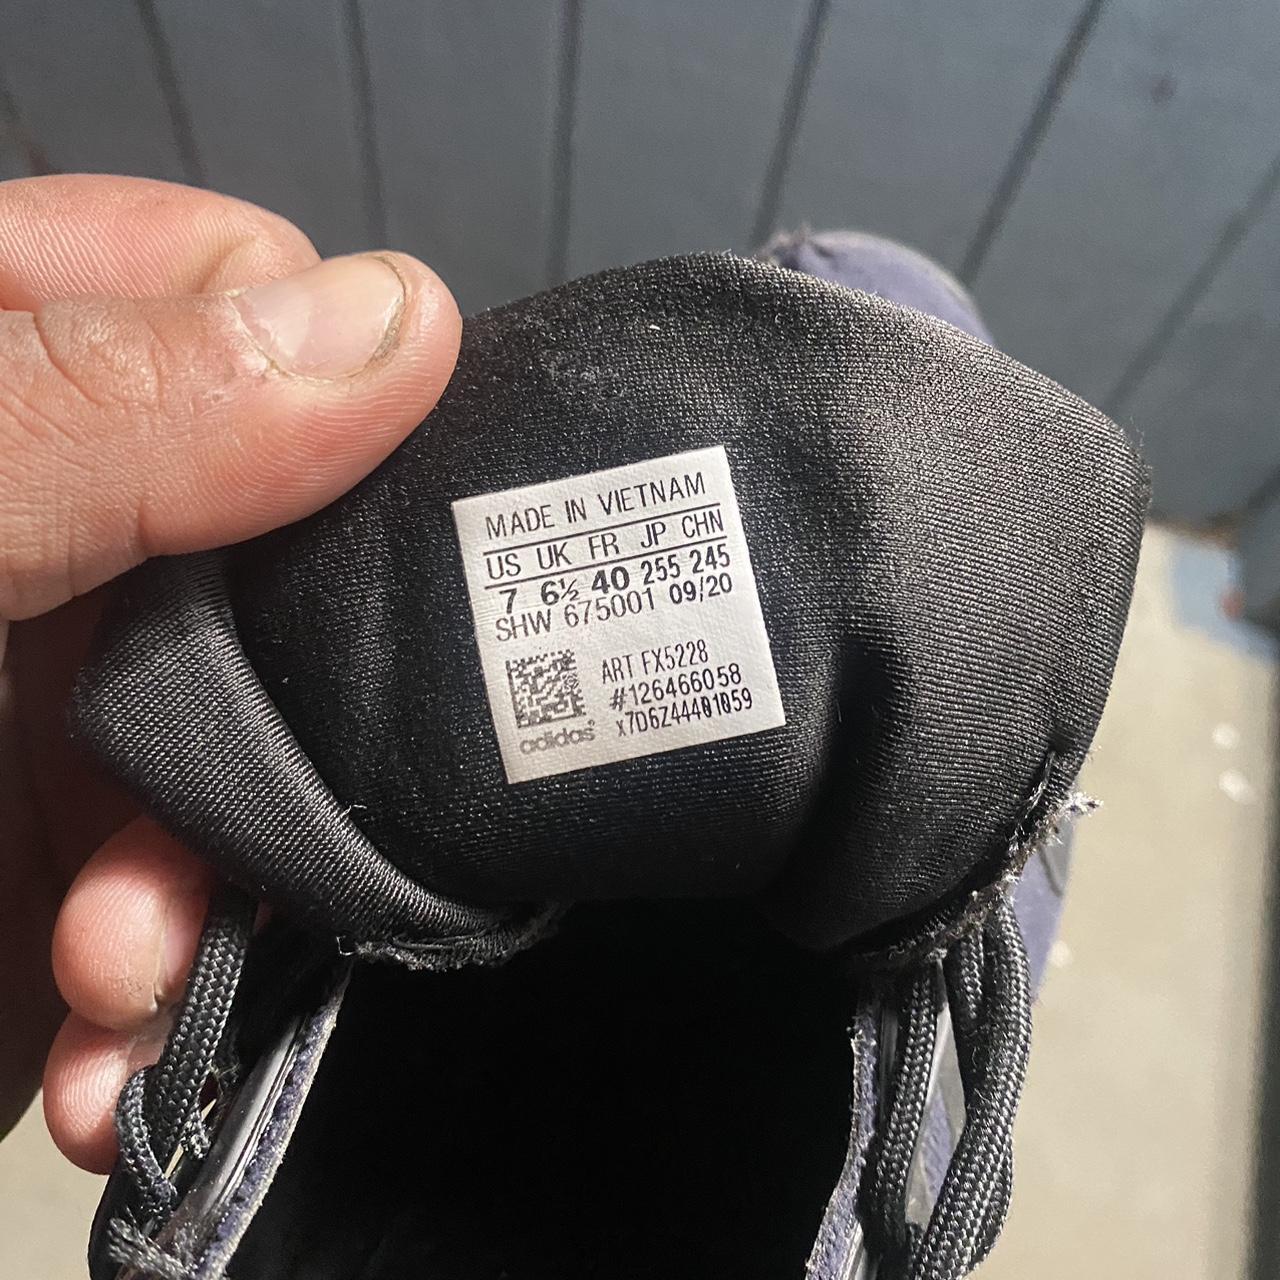 MADE IN VIETNAM
US UK FR JP CHN
7 6½ 40 255 245
SHW 675001 09/20
ART FX5228
#126466058
x7D6Z44401059
adidas®